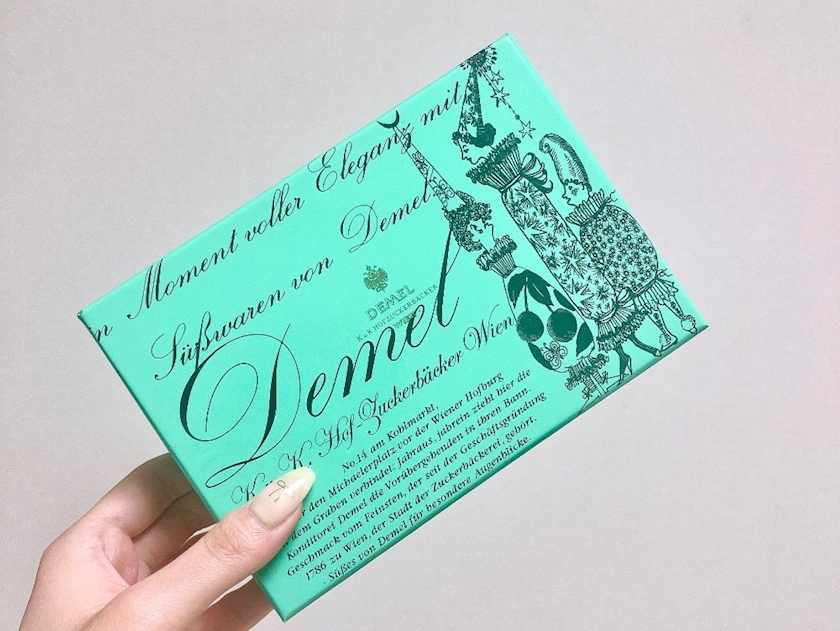 Moment voller Eleganz mit
Süßwaren von Demel
DEMEL
K.u.K. HOFZUCKERBÄCKER
WIEN
Demel
K. K. Hof-Zuckerbäcker Wien
No.14 am Kohlmarkt,
den Michaelerplatz vor der Wiener Hofburg
dem Graben verbindet. Jahraus, jahrein zieht hier die
Konditorei Demel die Vorübergehenden in ihren Bann.
Geschmack vom Feinsten, der seit der Geschäftsgründung
1786 zu Wien, der Stadt der Zuckerbäckerei, gehört.
- Süßes von Demel für besondere Augenblicke.